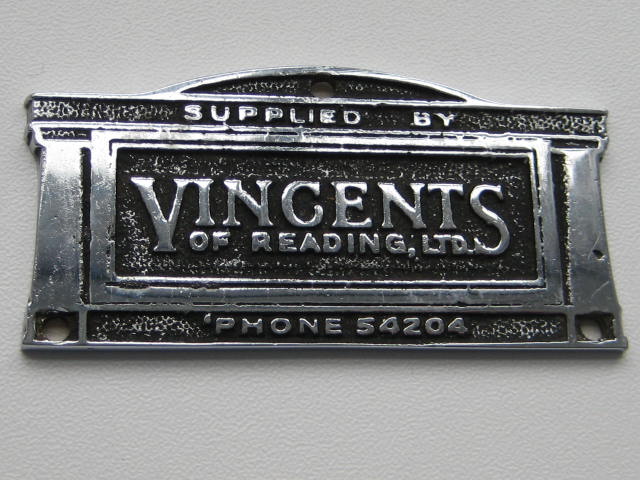 SUPPLIED BY
VINCENTS
OF READING, LTD.
'PHONE 54204